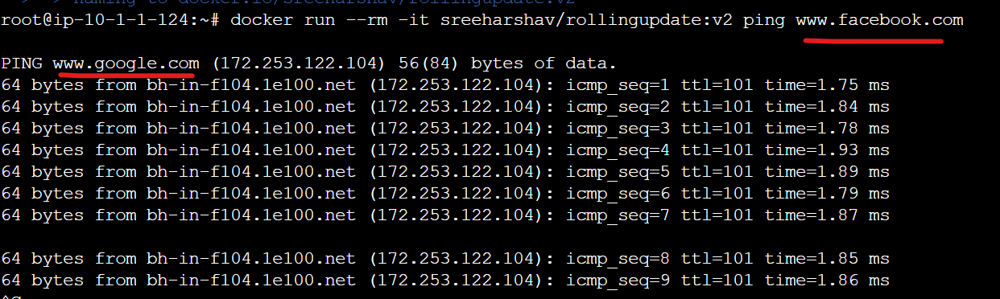 => => naming to docker.io/sreeharshav/rollingupdate:v2
root@ip-10-1-1-124:~# docker run --rm -it sreeharshav/rollingupdate:v2 ping www.facebook.com
PING www.google.com (172.253.122.104) 56(84) bytes of data.
64 bytes from bh-in-f104.1e100.net (172.253.122.104): icmp_seq=1 ttl=101 time=1.75 ms
64 bytes from bh-in-f104.1e100.net (172.253.122.104): icmp_seq=2 ttl=101 time=1.84 ms
64 bytes from bh-in-f104.1e100.net (172.253.122.104): icmp_seq=3 ttl=101 time=1.78 ms
64 bytes from bh-in-f104.1e100.net (172.253.122.104): icmp_seq=4 ttl=101 time=1.93 ms
64 bytes from bh-in-f104.1e100.net (172.253.122.104): icmp_seq=5 ttl=101 time=1.89 ms
64 bytes from bh-in-f104.1e100.net (172.253.122.104): icmp_seq=6 ttl=101 time=1.79 ms
64 bytes from bh-in-f104.1e100.net (172.253.122.104): icmp_seq=7 ttl=101 time=1.87 ms
64 bytes from bh-in-f104.1e100.net (172.253.122.104): icmp_seq=8 ttl=101 time=1.85 ms
64 bytes from bh-in-f104.1e100.net (172.253.122.104): icmp_seq=9 ttl=101 time=1.86 ms